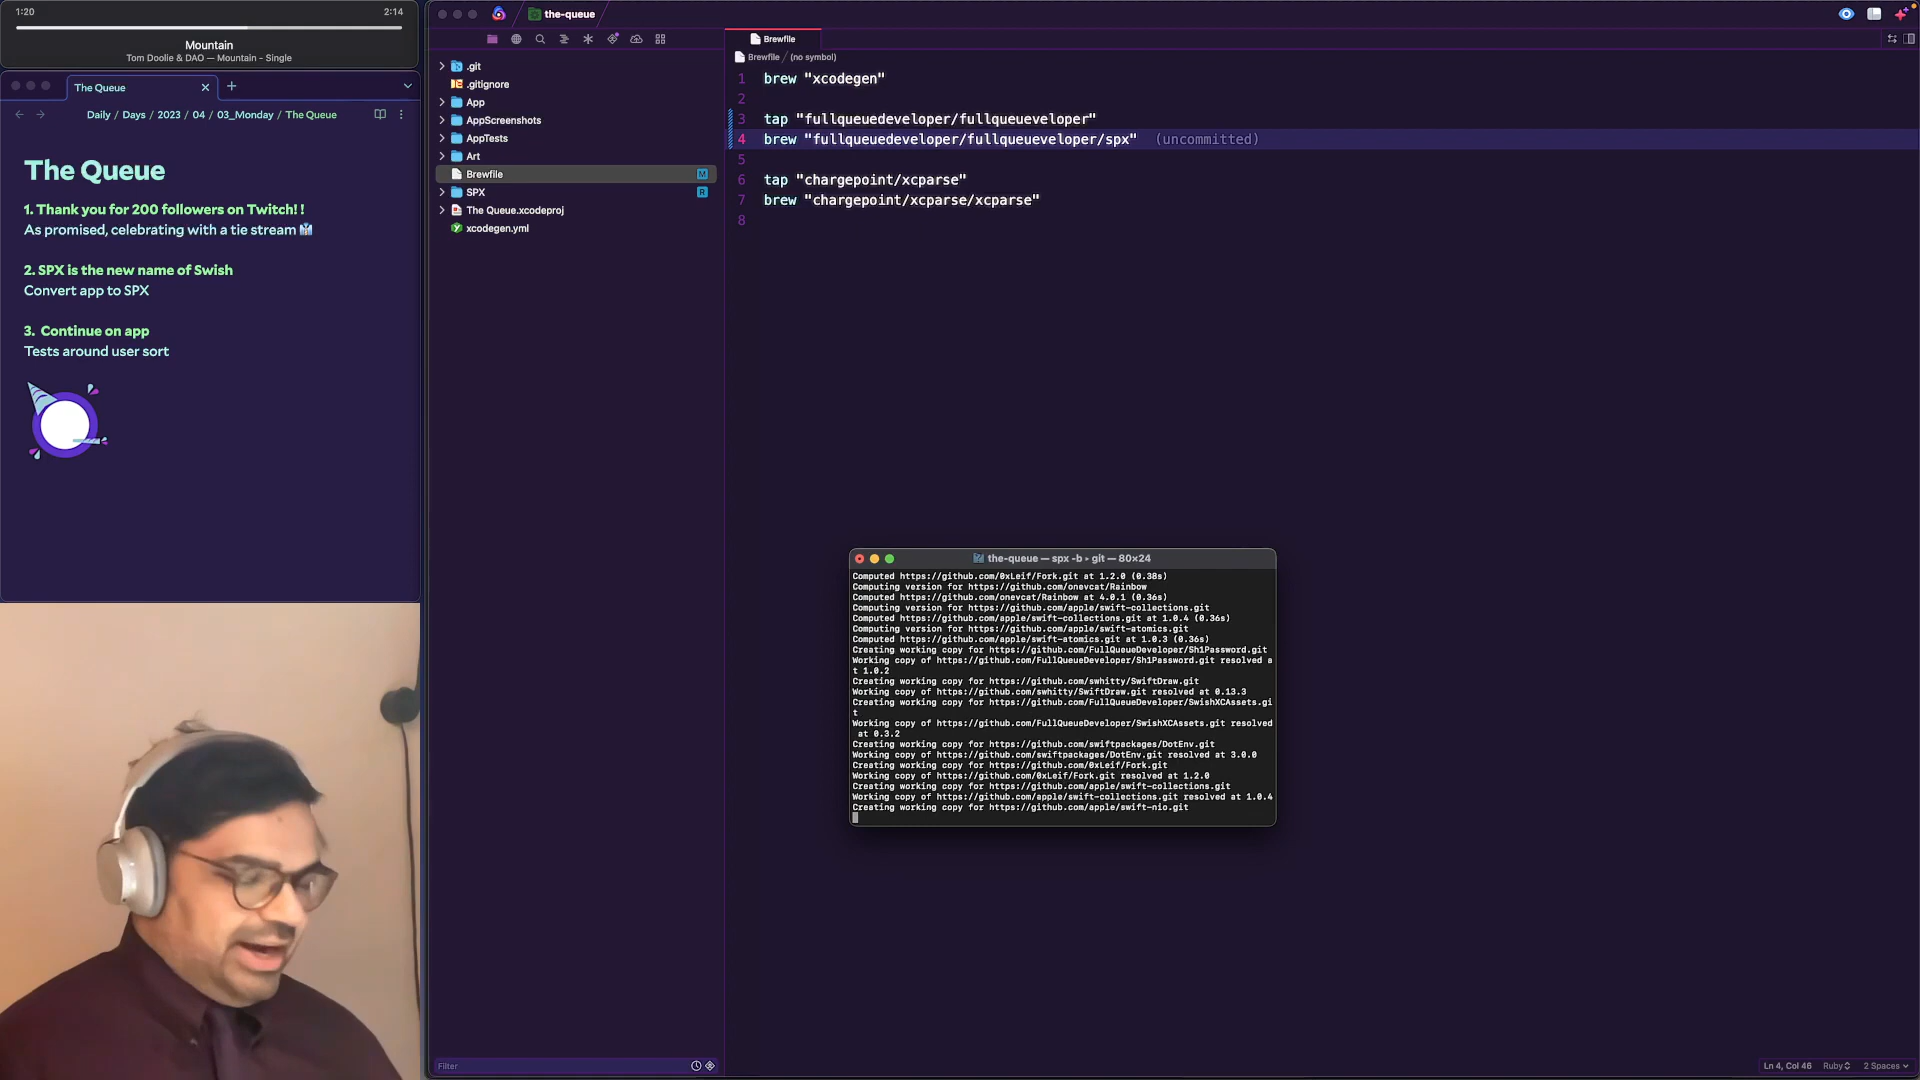 1:20
2:14
Mountain
Tom Doolie & DAO — Mountain - Single
The Queue
Daily / Days / 2023 / 04 / 03_Monday / The Queue
The Queue
1. Thank you for 200 followers on Twitch! !
As promised, celebrating with a tie stream 👔
2. SPX is the new name of Swish
Convert app to SPX
3. Continue on app
Tests around user sort
the-queue
.git
.gitignore
App
AppScreenshots
AppTests
Art
Brewfile M
SPX R
The Queue.xcodeproj
xcodegen.yml
Filter
Brewfile
Brewfile / (no symbol)
1 brew "xcodegen"
2
3 tap "fullqueuedeveloper/fullqueueveloper"
4 brew "fullqueuedeveloper/fullqueueveloper/spx" (uncommitted)
5
6 tap "chargepoint/xcparse"
7 brew "chargepoint/xcparse/xcparse"
8
the-queue — spx -b ▸ git — 80×24
Computed https://github.com/0xLeif/Fork.git at 1.2.0 (0.38s)
Computing version for https://github.com/onevcat/Rainbow
Computed https://github.com/onevcat/Rainbow at 4.0.1 (0.36s)
Computing version for https://github.com/apple/swift-collections.git
Computed https://github.com/apple/swift-collections.git at 1.0.4 (0.36s)
Computing version for https://github.com/apple/swift-atomics.git
Computed https://github.com/apple/swift-atomics.git at 1.0.3 (0.36s)
Creating working copy for https://github.com/FullQueueDeveloper/Sh1Password.git
Working copy of https://github.com/FullQueueDeveloper/Sh1Password.git resolved a
t 1.0.2
Creating working copy for https://github.com/swhitty/SwiftDraw.git
Working copy of https://github.com/swhitty/SwiftDraw.git resolved at 0.13.3
Creating working copy for https://github.com/FullQueueDeveloper/SwishXCAssets.gi
t
Working copy of https://github.com/FullQueueDeveloper/SwishXCAssets.git resolved
at 0.3.2
Creating working copy for https://github.com/swiftpackages/DotEnv.git
Working copy of https://github.com/swiftpackages/DotEnv.git resolved at 3.0.0
Creating working copy for https://github.com/0xLeif/Fork.git
Working copy of https://github.com/0xLeif/Fork.git resolved at 1.2.0
Creating working copy for https://github.com/apple/swift-collections.git
Working copy of https://github.com/apple/swift-collections.git resolved at 1.0.4
Creating working copy for https://github.com/apple/swift-nio.git
Ln 4, Col 46 Ruby 2 Spaces